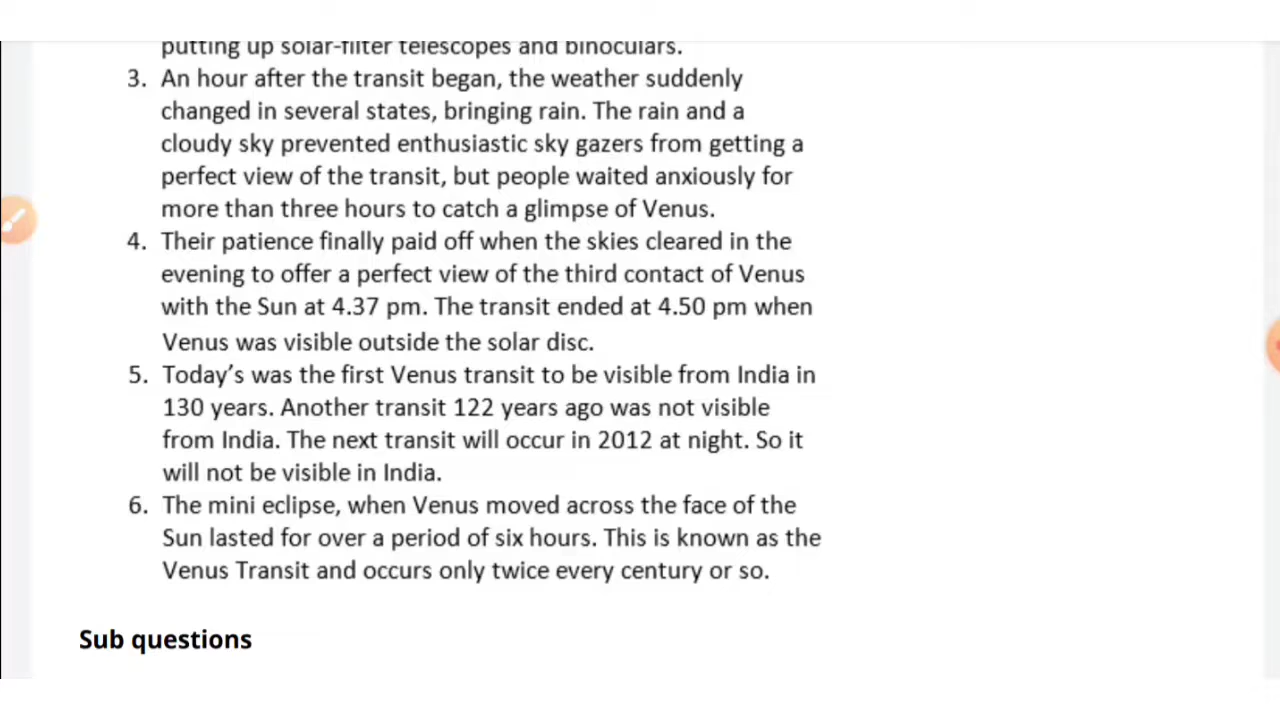 putting up solar-filter telescopes and binoculars.
3. An hour after the transit began, the weather suddenly
changed in several states, bringing rain. The rain and a
cloudy sky prevented enthusiastic sky gazers from getting a
perfect view of the transit, but people waited anxiously for
more than three hours to catch a glimpse of Venus.
4. Their patience finally paid off when the skies cleared in the
evening to offer a perfect view of the third contact of Venus
with the Sun at 4.37 pm. The transit ended at 4.50 pm when
Venus was visible outside the solar disc.
5. Today’s was the first Venus transit to be visible from India in
130 years. Another transit 122 years ago was not visible
from India. The next transit will occur in 2012 at night. So it
will not be visible in India.
6. The mini eclipse, when Venus moved across the face of the
Sun lasted for over a period of six hours. This is known as the
Venus Transit and occurs only twice every century or so.
Sub questions